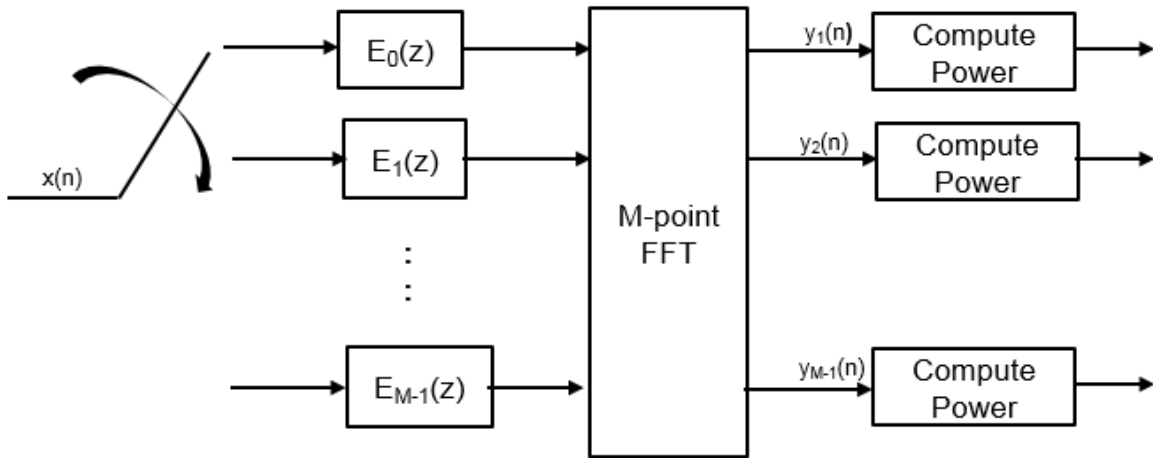 x(n)
E0(z)
E1(z)
⋮
EM-1(z)
M-point
FFT
y1(n)
y2(n)
yM-1(n)
Compute
Power
Compute
Power
Compute
Power